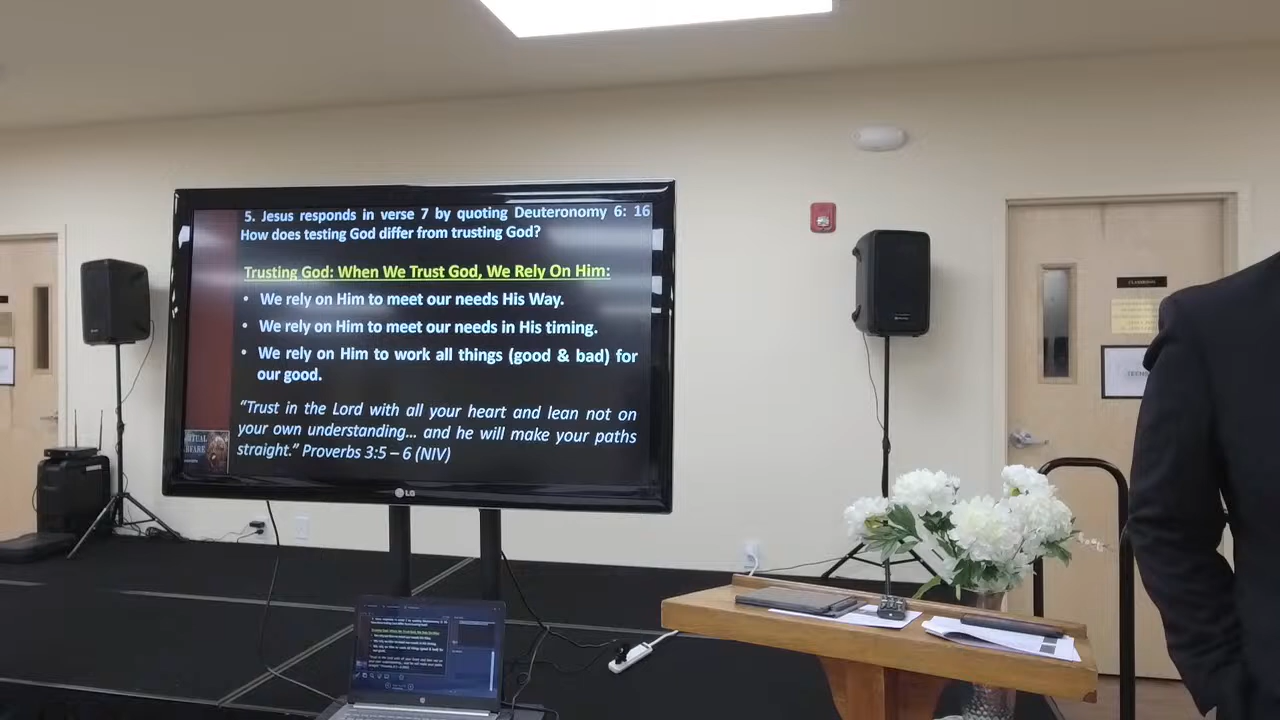 5. Jesus responds in verse 7 by quoting Deuteronomy 6: 16
How does testing God differ from trusting God?
Trusting God: When We Trust God, We Rely On Him:
• We rely on Him to meet our needs His Way.
• We rely on Him to meet our needs in His timing.
• We rely on Him to work all things (good & bad) for
our good.
“Trust in the Lord with all your heart and lean not on
your own understanding... and he will make your paths
straight.” Proverbs 3:5 – 6 (NIV)
LG